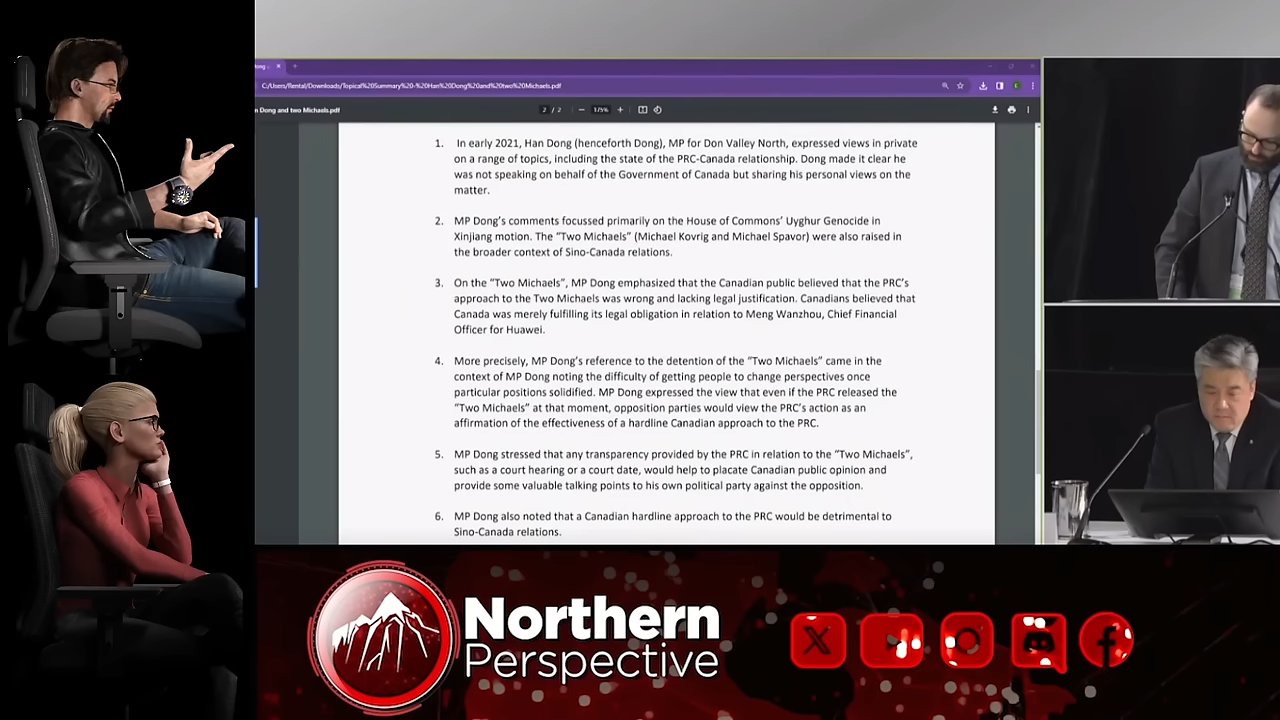 C:/Users/Rental/Downloads/Topical%20Summary%20-%20Han%20Dong%20and%20two%20Michaels.pdf
n Dong and two Michaels.pdf
2 / 2
175%
1. In early 2021, Han Dong (henceforth Dong), MP for Don Valley North, expressed views in private
on a range of topics, including the state of the PRC-Canada relationship. Dong made it clear he
was not speaking on behalf of the Government of Canada but sharing his personal views on the
matter.
2. MP Dong's comments focussed primarily on the House of Commons' Uyghur Genocide in
Xinjiang motion. The "Two Michaels" (Michael Kovrig and Michael Spavor) were also raised in
the broader context of Sino-Canada relations.
3. On the "Two Michaels", MP Dong emphasized that the Canadian public believed that the PRC's
approach to the Two Michaels was wrong and lacking legal justification. Canadians believed that
Canada was merely fulfilling its legal obligation in relation to Meng Wanzhou, Chief Financial
Officer for Huawei.
4. More precisely, MP Dong's reference to the detention of the "Two Michaels" came in the
context of MP Dong noting the difficulty of getting people to change perspectives once
particular positions solidified. MP Dong expressed the view that even if the PRC released the
"Two Michaels" at that moment, opposition parties would view the PRC's action as an
affirmation of the effectiveness of a hardline Canadian approach to the PRC.
5. MP Dong stressed that any transparency provided by the PRC in relation to the "Two Michaels",
such as a court hearing or a court date, would help to placate Canadian public opinion and
provide some valuable talking points to his own political party against the opposition.
6. MP Dong also noted that a Canadian hardline approach to the PRC would be detrimental to
Sino-Canada relations.
Northern
Perspective